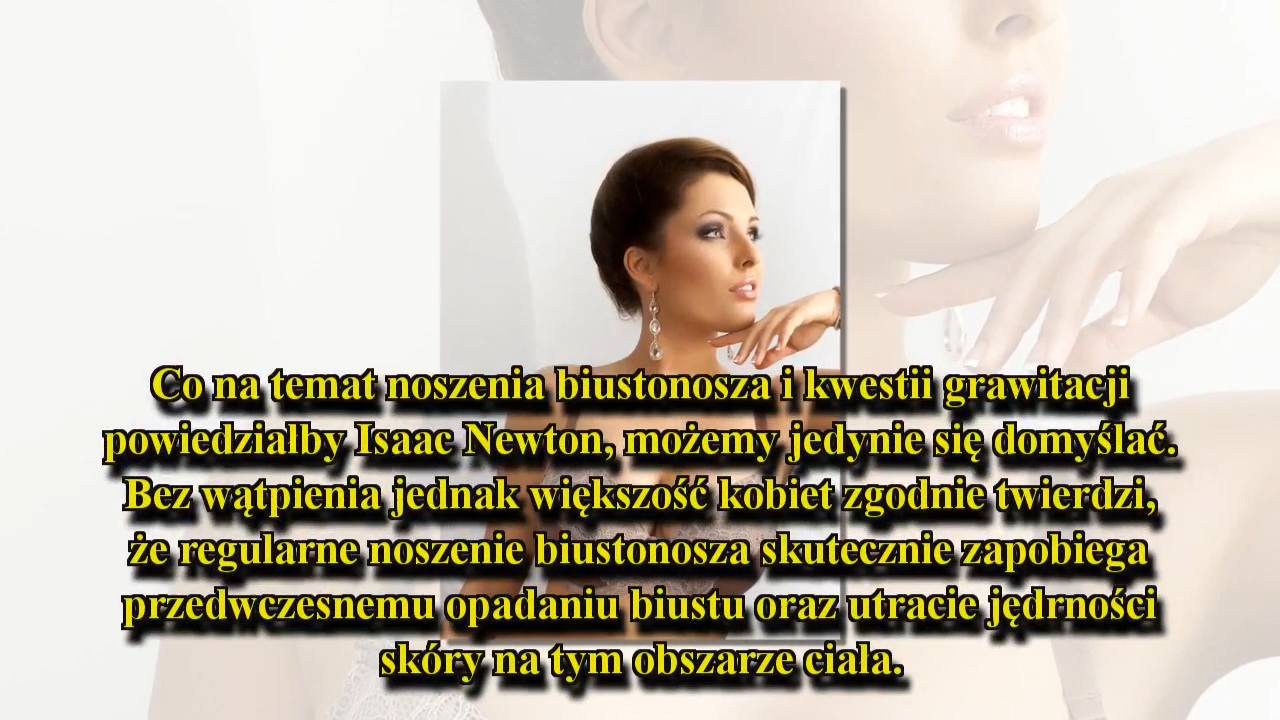 Co na temat noszenia biustonosza i kwestii grawitacji
powiedziałby Isaac Newton, możemy jedynie się domyślać.
Bez wątpienia jednak większość kobiet zgodnie twierdzi,
że regularne noszenie biustonosza skutecznie zapobiega
przedwczesnemu opadaniu biustu oraz utracie jędrności
skóry na tym obszarze ciała.